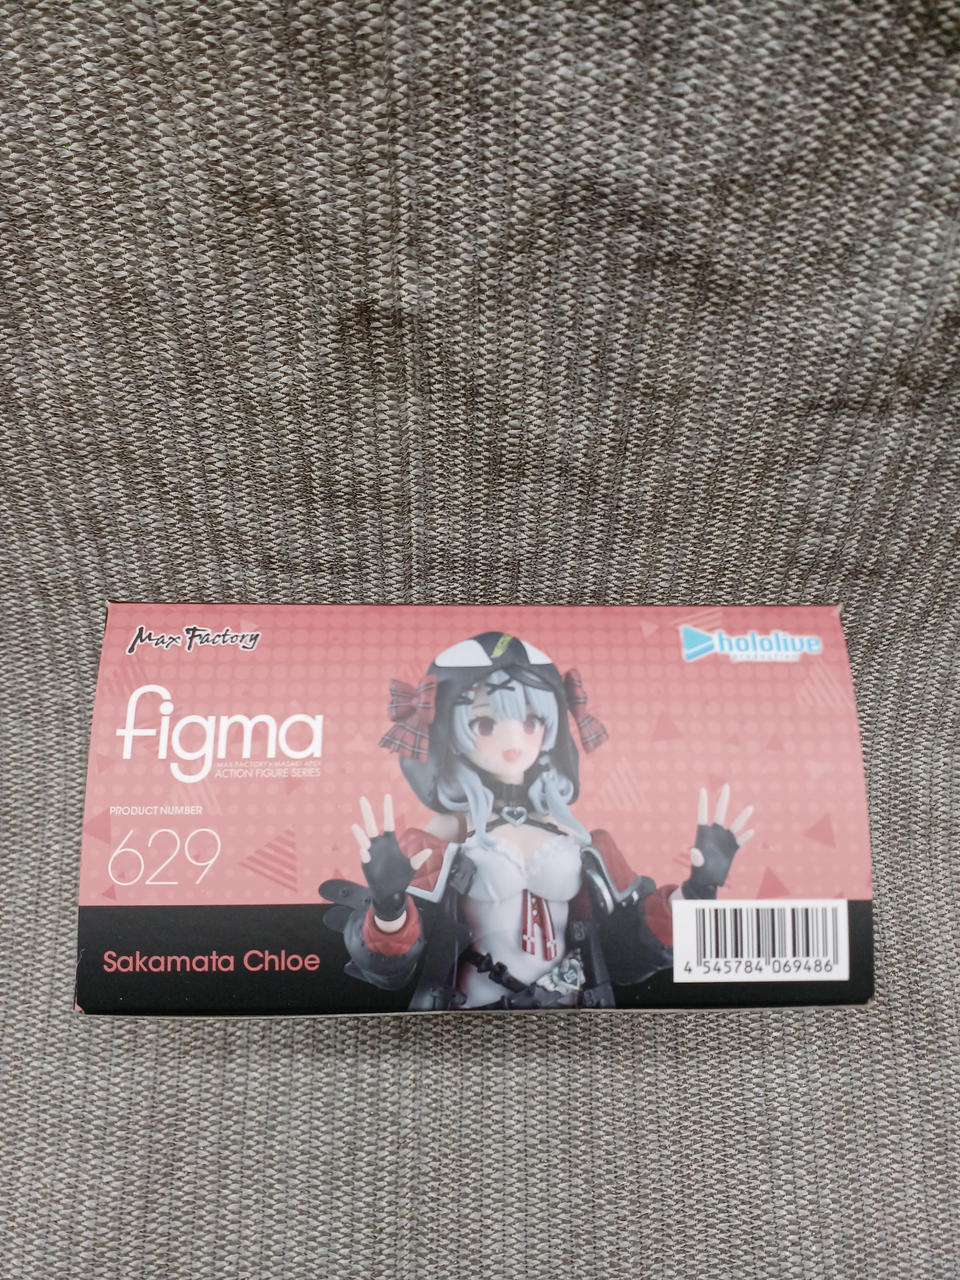 Max Factory
hololive
production
figma
MAX FACTORY × MASAKI APSY
ACTION FIGURE SERIES
PRODUCT NUMBER
629
Sakamata Chloe
4 545784 069486